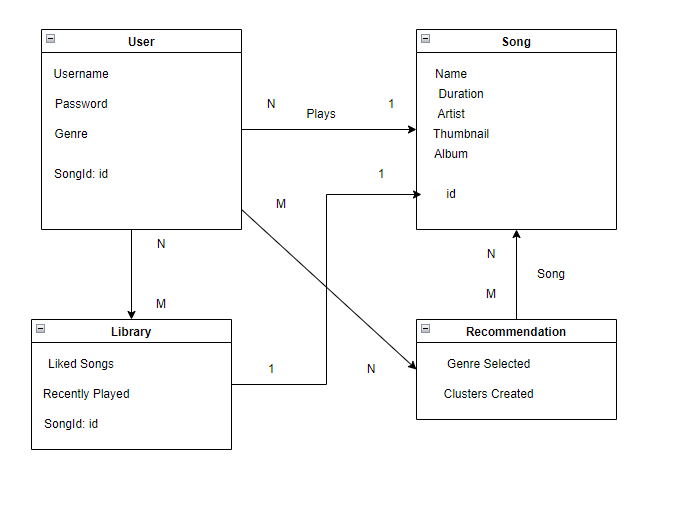 User
Username
Password
Genre
SongId: id
Song
Name
Duration
Artist
Thumbnail
Album
id
N
1
Plays
1
M
N
M
N
M
Song
1
N
Library
Liked Songs
Recently Played
SongId: id
Recommendation
Genre Selected
Clusters Created